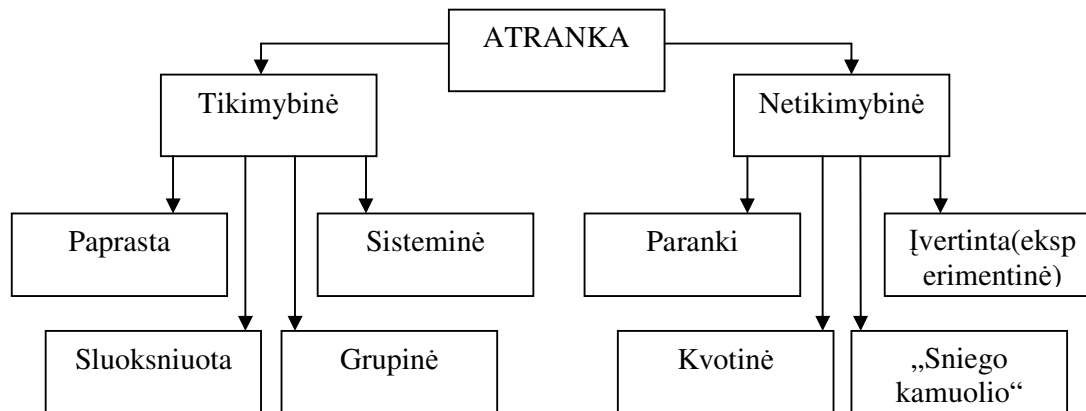 ATRANKA
Tikimybinė
Netikimybinė
Paprasta
Sisteminė
Paranki
Įvertinta(eksp
erimentinė)
Sluoksniuota
Grupinė
Kvotinė
„Sniego
kamuolio“